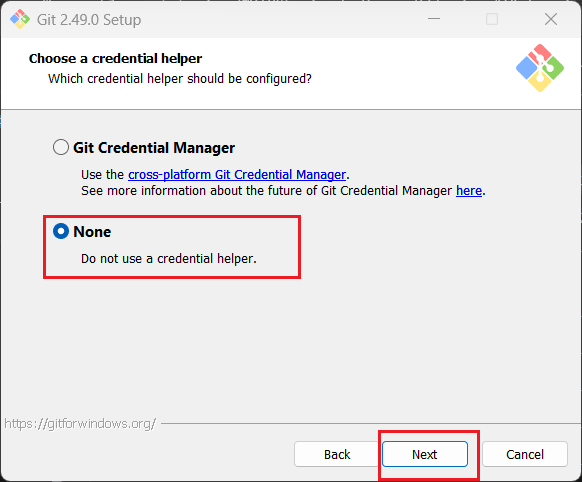 Git 2.49.0 Setup
Choose a credential helper
Which credential helper should be configured?
Git Credential Manager
Use the cross-platform Git Credential Manager.
See more information about the future of Git Credential Manager here.
None
Do not use a credential helper.
https://gitforwindows.org/
Back
Next
Cancel